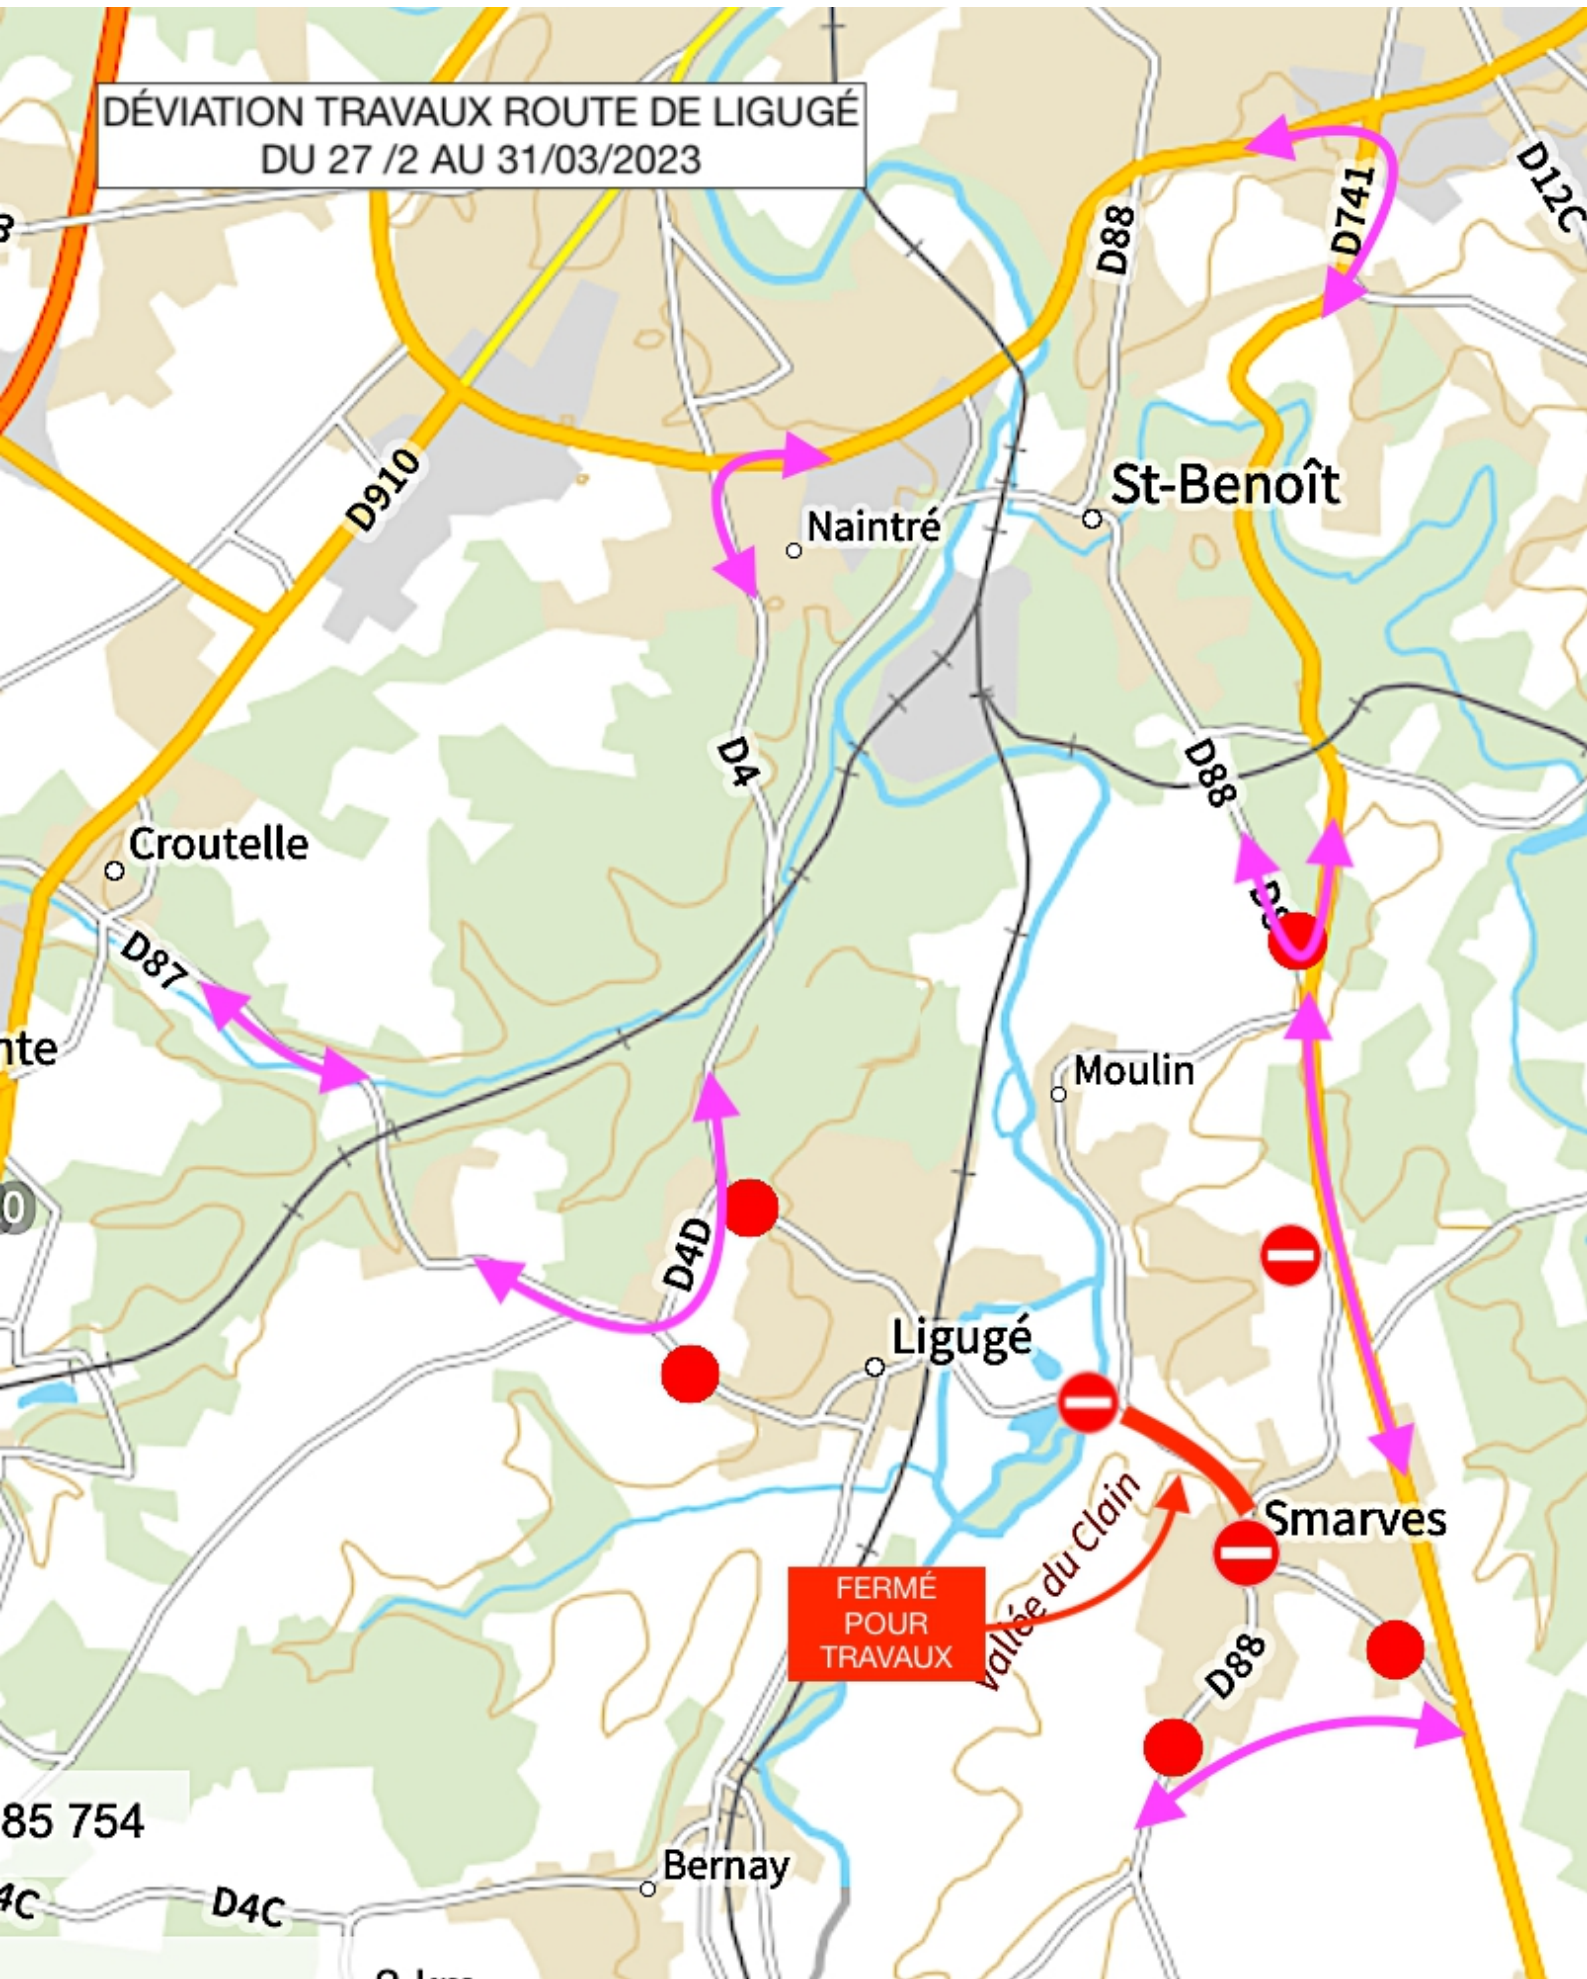 DÉVIATION TRAVAUX ROUTE DE LIGUGÉ
DU 27 /2 AU 31/03/2023
D12C
D741
D88
D910
St-Benoît
Naintré
D4
D88
Croutelle
D87
Moulin
D4D
Ligugé
Smarves
Vallée du Clain
FERMÉ
POUR
TRAVAUX
D88
85 754
Bernay
4C
D4C